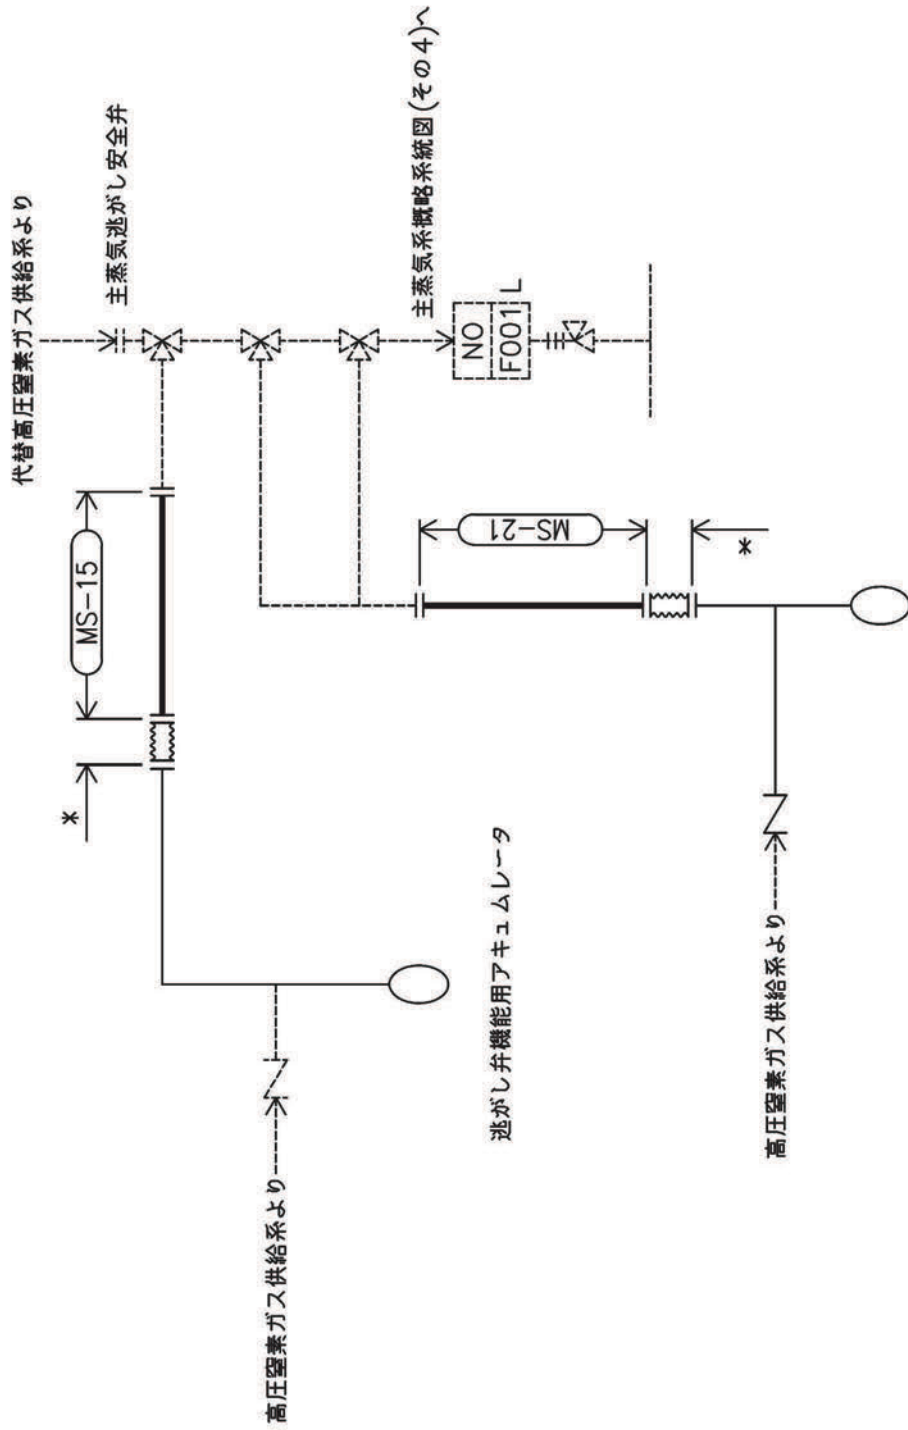 代替高圧窒素ガス供給系より
主蒸気逃がし安全弁
MS-15
*
主蒸気系概略系統図(その4)へ
NO
F001
L
MS-21
*
高圧窒素ガス供給系より
逃がし弁機能用アキュムレータ
高圧窒素ガス供給系より